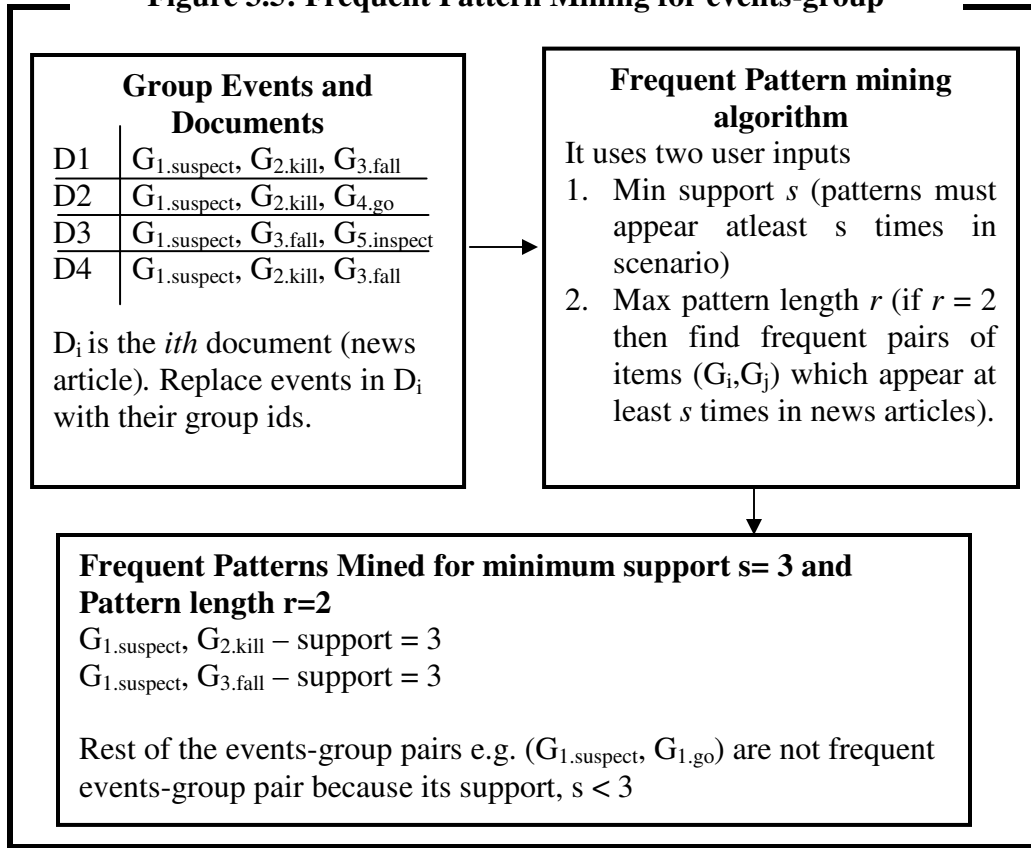 Figure 3.3: Frequent Pattern Mining for events-group
Group Events and
Documents
D1 G1.suspect, G2.kill, G3.fall
D2 G1.suspect, G2.kill, G4.go
D3 G1.suspect, G3.fall, G5.inspect
D4 G1.suspect, G2.kill, G3.fall
Di is the ith document (news
article). Replace events in Di
with their group ids.
Frequent Pattern mining
algorithm
It uses two user inputs
1. Min support s (patterns must
appear atleast s times in
scenario)
2. Max pattern length r (if r = 2
then find frequent pairs of
items (Gi,Gj) which appear at
least s times in news articles).
Frequent Patterns Mined for minimum support s= 3 and
Pattern length r=2
G1.suspect, G2.kill – support = 3
G1.suspect, G3.fall – support = 3
Rest of the events-group pairs e.g. (G1.suspect, G1.go) are not frequent
events-group pair because its support, s < 3